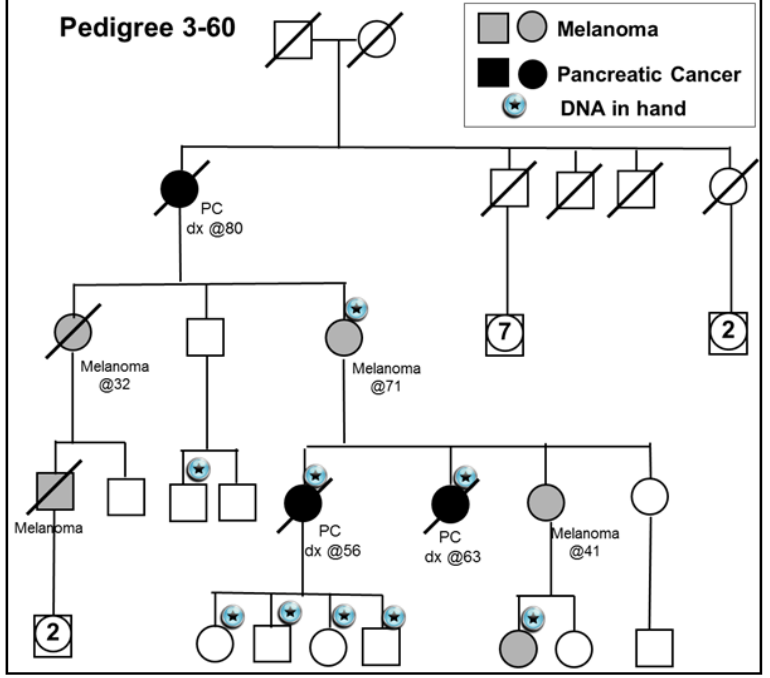 Pedigree 3-60
Melanoma
Pancreatic Cancer
DNA in hand
PC
dx @80
7
2
Melanoma
@32
Melanoma
@71
Melanoma
PC
dx @56
PC
dx @63
Melanoma
@41
2